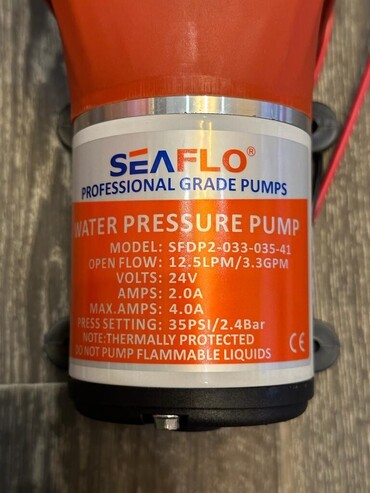 SEAFLO®
PROFESSIONAL GRADE PUMPS
WATER PRESSURE PUMP
MODEL: SFDP2-033-035-41
OPEN FLOW: 12.5LPM/3.3GPM
VOLTS: 24V
AMPS: 2.0A
MAX.AMPS: 4.0A
PRESS SETTING: 35PSI/2.4Bar
NOTE:THERMALLY PROTECTED
DO NOT PUMP FLAMMABLE LIQUIDS
CE